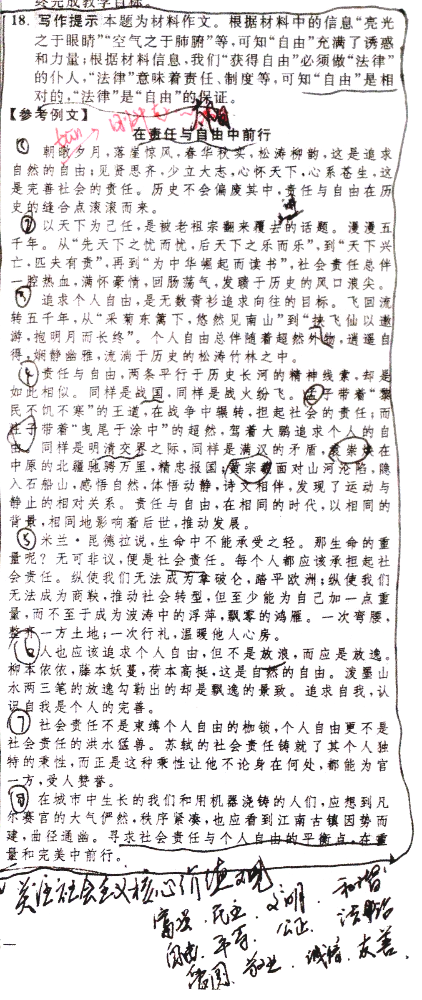 终完成教学目标。
18. 写作提示 本题为材料作文。根据材料中的信息“亮光
之于眼睛”“空气之于肺腑”等,可知“自由”充满了诱惑
和力量;根据材料信息,我们“获得自由”必须做“法律”
的仆人,“法律”意味着责任、制度等,可知“自由”是相
对的,“法律”是“自由”的保证。
【参考例文】
tūn
太阳
在责任与自由中前行
① 朝暾夕月,落崖惊风,春华秋实,松涛柳韵,这是追求
自然的自由;见贤思齐,少立大志,心怀天下,心系苍生,这
是完善社会的责任。历史不会偏废其中,责任与自由在历
史的缝合点滚滚而来。
② 以天下为己任,是被老祖宗翻来覆去的话题。漫漫五
千年。从“先天下之忧而忧,后天下之乐而乐”,到“天下兴
亡,匹夫有责”,再到“为中华崛起而读书”,社会责任总伴
一腔热血,满怀豪情,回肠荡气,发聩于历史的风口浪尖。
③ 追求个人自由,是无数青衫追求向往的目标。飞回流
转五千年,从“采菊东篱下,悠然见南山”到“挟飞仙以遨
游,抱明月而长终”。个人自由总伴随着超然外物,逍遥自
得,娴静幽雅,流淌于历史的松涛竹林之中。
④ 责任与自由,两条平行于历史长河的精神线索,却是
如此相似。同样是战国,同样是战火纷飞。孟子带着“黎
民不饥不寒”的王道,在战争中辗转,担起社会的责任;而
庄子带着“曳尾于涂中”的超然,驾着大鹏追求个人的自
由。同样是明清交界之际,同样是满汉的矛盾,袁崇焕在
中原的北疆驰骋万里,精忠报国;黄宗羲面对山河沦陷,隐
入石船山,感悟自然,体悟动静,诗文相伴,发现了运动与
静止的相对关系。责任与自由,在相同的时代,以相同的
背景,相同地影响着后世,推动发展。
⑤ 米兰·昆德拉说,生命中不能承受之轻。那生命的重
量呢?无可非议,便是社会责任。每个人都应该承担起社
会责任。纵使我们无法成为拿破仑,踏平欧洲;纵使我们
无法成为商鞅,推动社会转型,但至少能为自己加一点重
量,而不至于成为波涛中的浮萍,飘零的鸿雁。一次弯腰,
整齐一方土地;一次行礼,温暖他人心房。
⑥ 人也应该追求个人自由,但不是放浪,而应是放逸。
柳本依依,藤本妖蔓,荷本高挺,这是自然的自由。泼墨山
水两三笔的放逸勾勒出的却是飘逸的景致。追求自我,认
识自我是个人的完善。
⑦ 社会责任不是束缚个人自由的枷锁,个人自由更不是
社会责任的洪水猛兽。苏轼的社会责任铸就了其个人独
特的秉性,而正是这种秉性让他不论身在何处,都能为官
一方,受人赞誉。
⑧ 在城市中生长的我们和用机器浇铸的人们,应想到凡
尔赛宫的大气俨然,秩序紧凑,也应看到江南古镇因势而
建,曲径通幽。寻求社会责任与个人自由的平衡点,在重
量和完美中前行。
关注社会主义核心价值观
富强.民主.文明.和谐
自由.平等.公正.法治
爱国.敬业.诚信.友善.